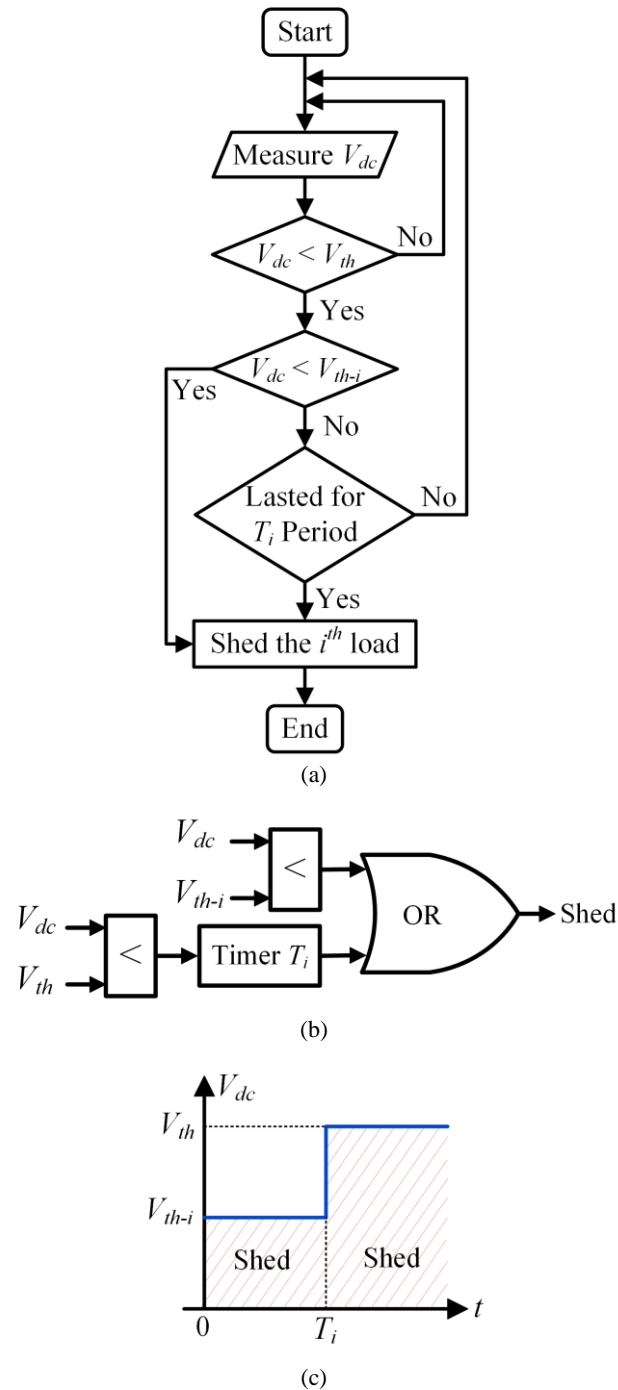 Start
Measure V_dc
V_dc < V_th
No
Yes
V_dc < V_th-i
Yes
No
Lasted for
T_i Period
No
Yes
Shed the i^th load
End
(a)
V_dc
V_th-i
<
OR
Shed
V_dc
V_th
<
Timer T_i
(b)
V_dc
V_th
V_th-i
Shed
Shed
0
T_i
t
(c)